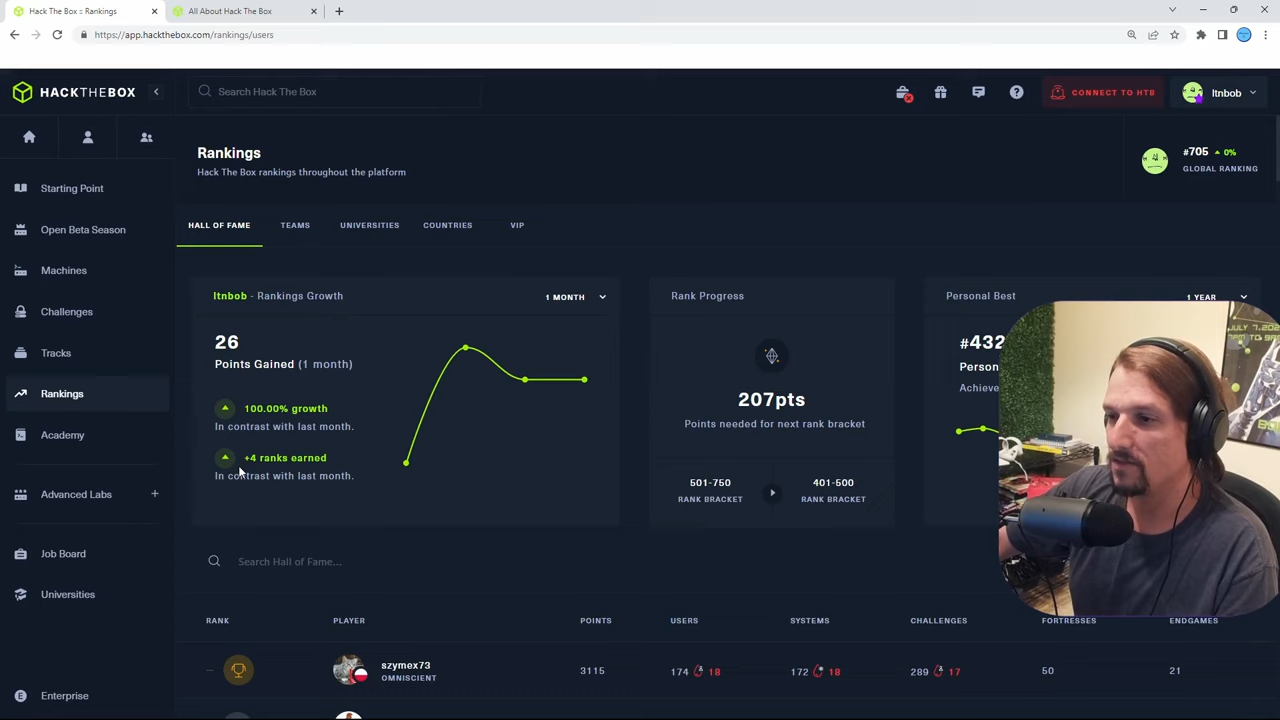 Hack The Box :: Rankings
All About Hack The Box
https://app.hackthebox.com/rankings/users
HACKTHEBOX
Search Hack The Box
CONNECT TO HTB
ltnbob
Starting Point
Open Beta Season
Machines
Challenges
Tracks
Rankings
Academy
Advanced Labs
Job Board
Universities
Enterprise
Rankings
Hack The Box rankings throughout the platform
#705 0%
GLOBAL RANKING
HALL OF FAME TEAMS UNIVERSITIES COUNTRIES VIP
ltnbob - Rankings Growth
1 MONTH
26
Points Gained (1 month)
100.00% growth
In contrast with last month.
+4 ranks earned
In contrast with last month.
Rank Progress
207pts
Points needed for next rank bracket
501-750
RANK BRACKET
401-500
RANK BRACKET
Personal Best
1 YEAR
#432
Search Hall of Fame...
RANK PLAYER POINTS USERS SYSTEMS CHALLENGES FORTRESSES ENDGAMES
szymex73
OMNISCIENT
3115 174 18 172 18 289 17 50 21